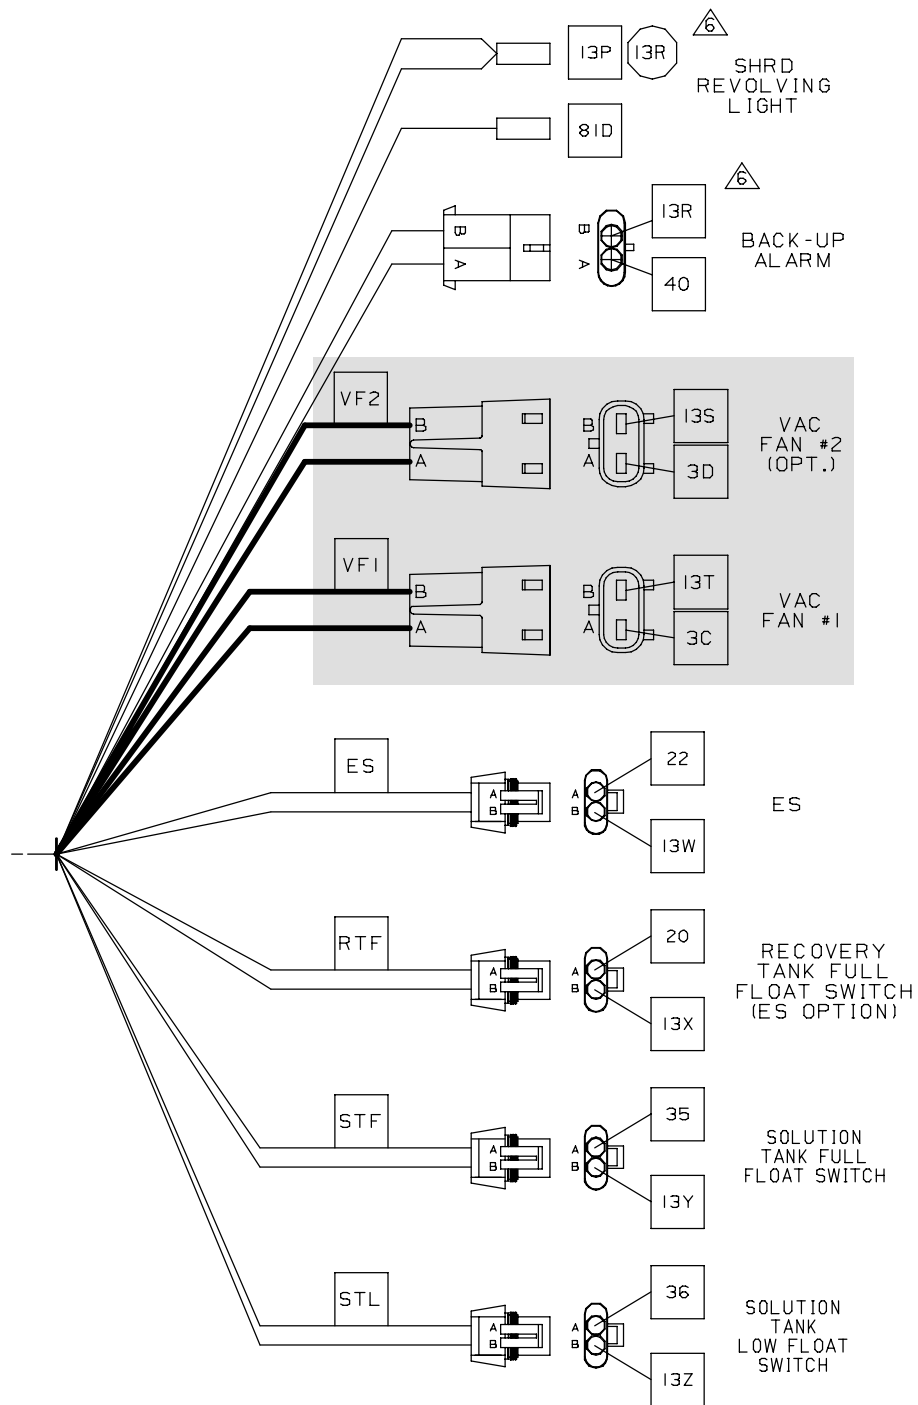 13P 13R 6
SHRD
REVOLVING
LIGHT
81D
6
13R
B B
BACK-UP
ALARM
A A
40
VF2
13S
B B
VAC
FAN #2
(OPT.)
A A
3D
VF1
13T
B B
VAC
FAN #1
A A
3C
ES
22
A A
B B
ES
13W
RTF
20
A A
B B
RECOVERY
TANK FULL
FLOAT SWITCH
(ES OPTION)
13X
STF
35
A A
B B
SOLUTION
TANK FULL
FLOAT SWITCH
13Y
STL
36
A A
B B
SOLUTION
TANK
LOW FLOAT
SWITCH
13Z